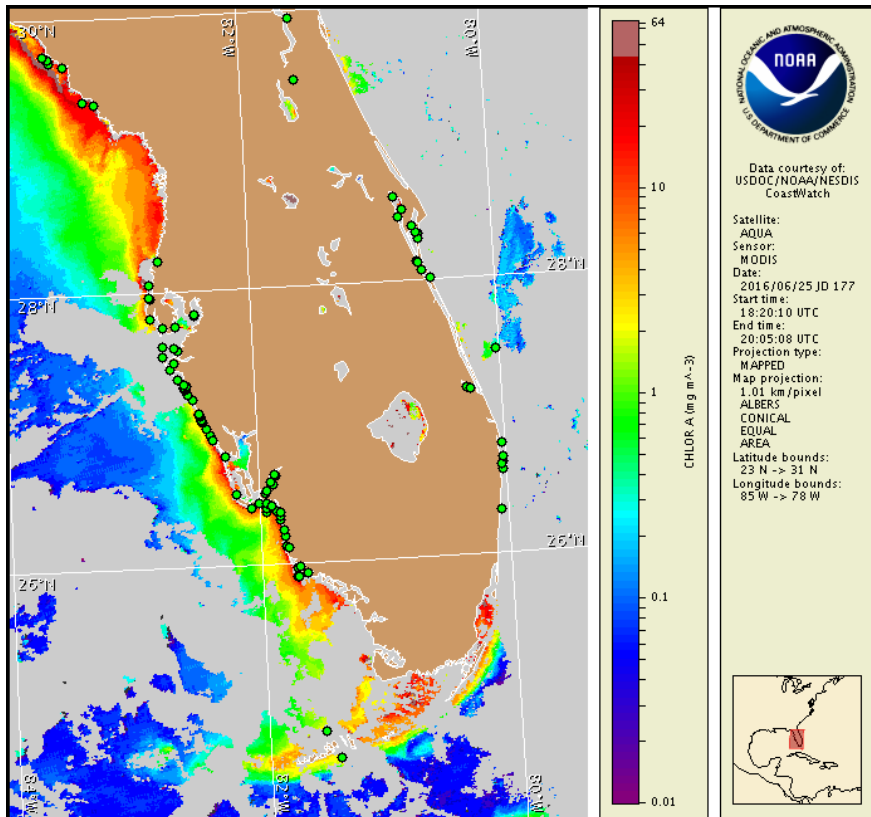 30°N
82°W
80°W
28°N
28°N
26°N
26°N
84°W
82°W
80°W
64
10
1
0.1
0.01
CHLOR A (mg m^-3)
NATIONAL OCEANIC AND ATMOSPHERIC ADMINISTRATION
NOAA
U.S. DEPARTMENT OF COMMERCE
Data courtesy of:
USDOC/NOAA/NESDIS
CoastWatch
Satellite:
AQUA
Sensor:
MODIS
Date:
2016/06/25 JD 177
Start time:
18:20:10 UTC
End time:
20:05:08 UTC
Projection type:
MAPPED
Map projection:
1.01 km/pixel
ALBERS
CONICAL
EQUAL
AREA
Latitude bounds:
23 N -> 31 N
Longitude bounds:
85 W -> 78 W